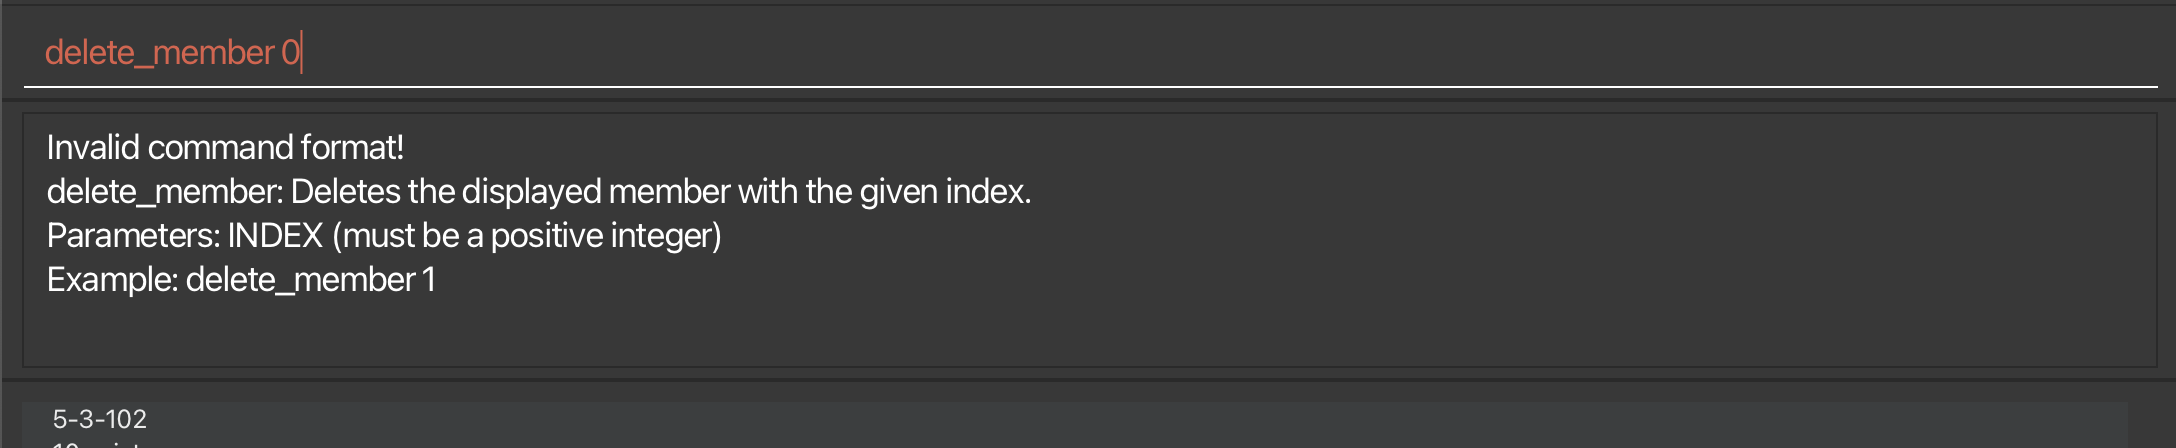 delete_member 0
Invalid command format!
delete_member: Deletes the displayed member with the given index.
Parameters: INDEX (must be a positive integer)
Example: delete_member 1
5-3-102